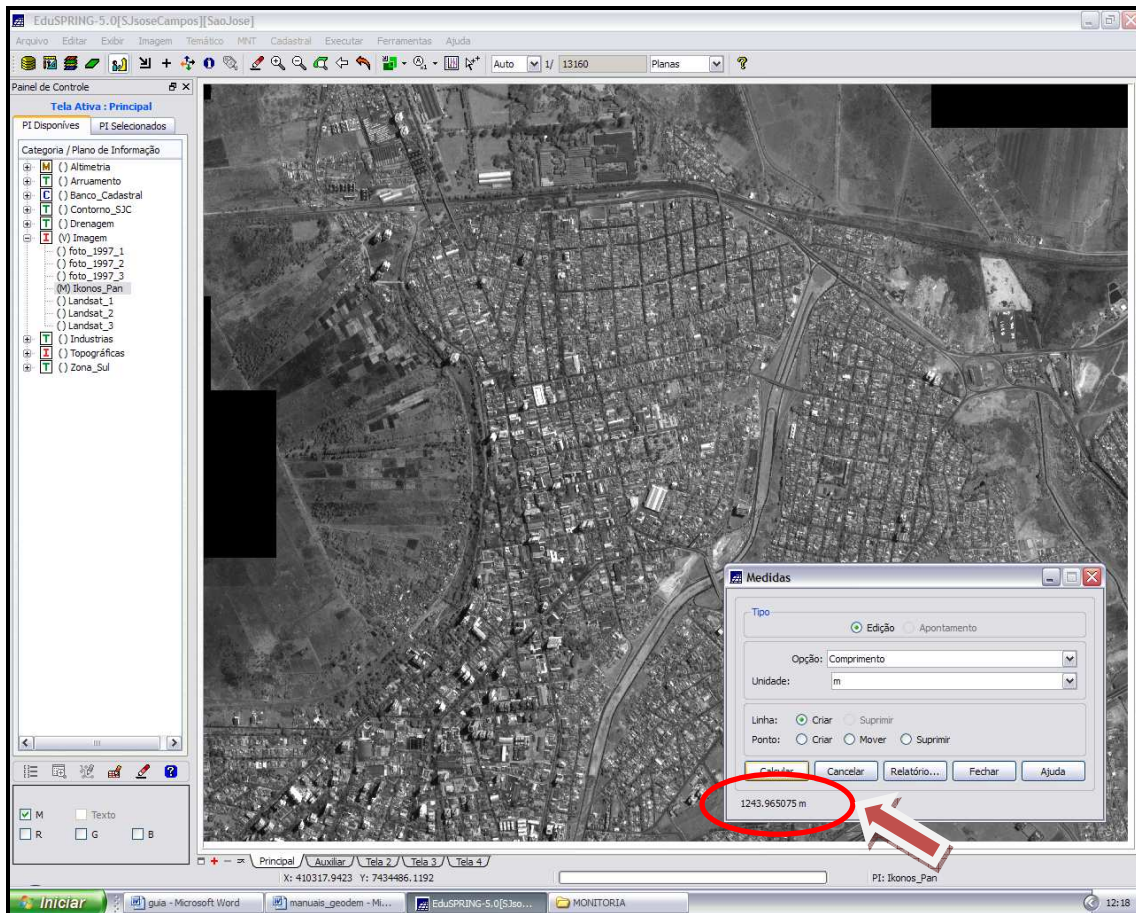 EduSPRING-5.0[SJsoseCampos][SaoJose]
Arquivo Editar Exibir Imagem Temático MNT Cadastral Executar Ferramentas Ajuda
Auto 1/ 13160 Planas
Painel de Controle
Tela Ativa : Principal
PI Disponíves PI Selecionados
Categoria / Plano de Informação
M () Altimetria
T () Arruamento
C () Banco_Cadastral
T () Contorno_SJC
T () Drenagem
I (V) Imagem
() foto_1997_1
() foto_1997_2
() foto_1997_3
(M) Ikonos_Pan
() Landsat_1
() Landsat_2
() Landsat_3
T () Industrias
I () Topográficas
T () Zona_Sul
M Texto
R G B
Medidas
Tipo
Edição Apontamento
Opção: Comprimento
Unidade: m
Linha: Criar Suprimir
Ponto: Criar Mover Suprimir
Calcular Cancelar Relatório... Fechar Ajuda
1243.965075 m
Principal Auxiliar Tela 2 Tela 3 Tela 4
X: 410317.9423 Y: 7434486.1192 PI: Ikonos_Pan
Iniciar guia - Microsoft Word manuais_geodem - Mi... EduSPRING-5.0[SJso... MONITORIA 12:18